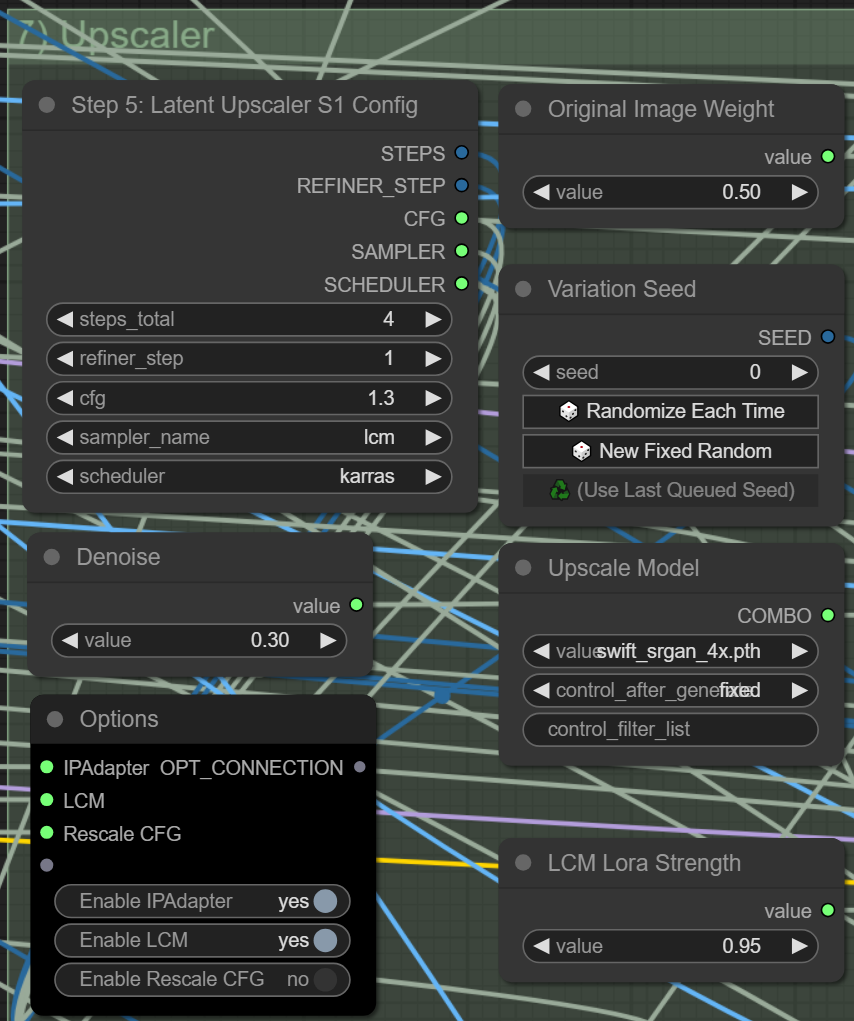 7) Upscaler
Step 5: Latent Upscaler S1 Config
STEPS
REFINER_STEP
CFG
SAMPLER
SCHEDULER
steps_total 4
refiner_step 1
cfg 1.3
sampler_name lcm
scheduler karras
Denoise
value
value 0.30
Options
IPAdapter OPT_CONNECTION
LCM
Rescale CFG
Enable IPAdapter yes
Enable LCM yes
Enable Rescale CFG no
Original Image Weight
value
value 0.50
Variation Seed
SEED
seed 0
Randomize Each Time
New Fixed Random
(Use Last Queued Seed)
Upscale Model
COMBO
value swift_srgan_4x.pth
control_after_generate fixed
control_filter_list
LCM Lora Strength
value
value 0.95